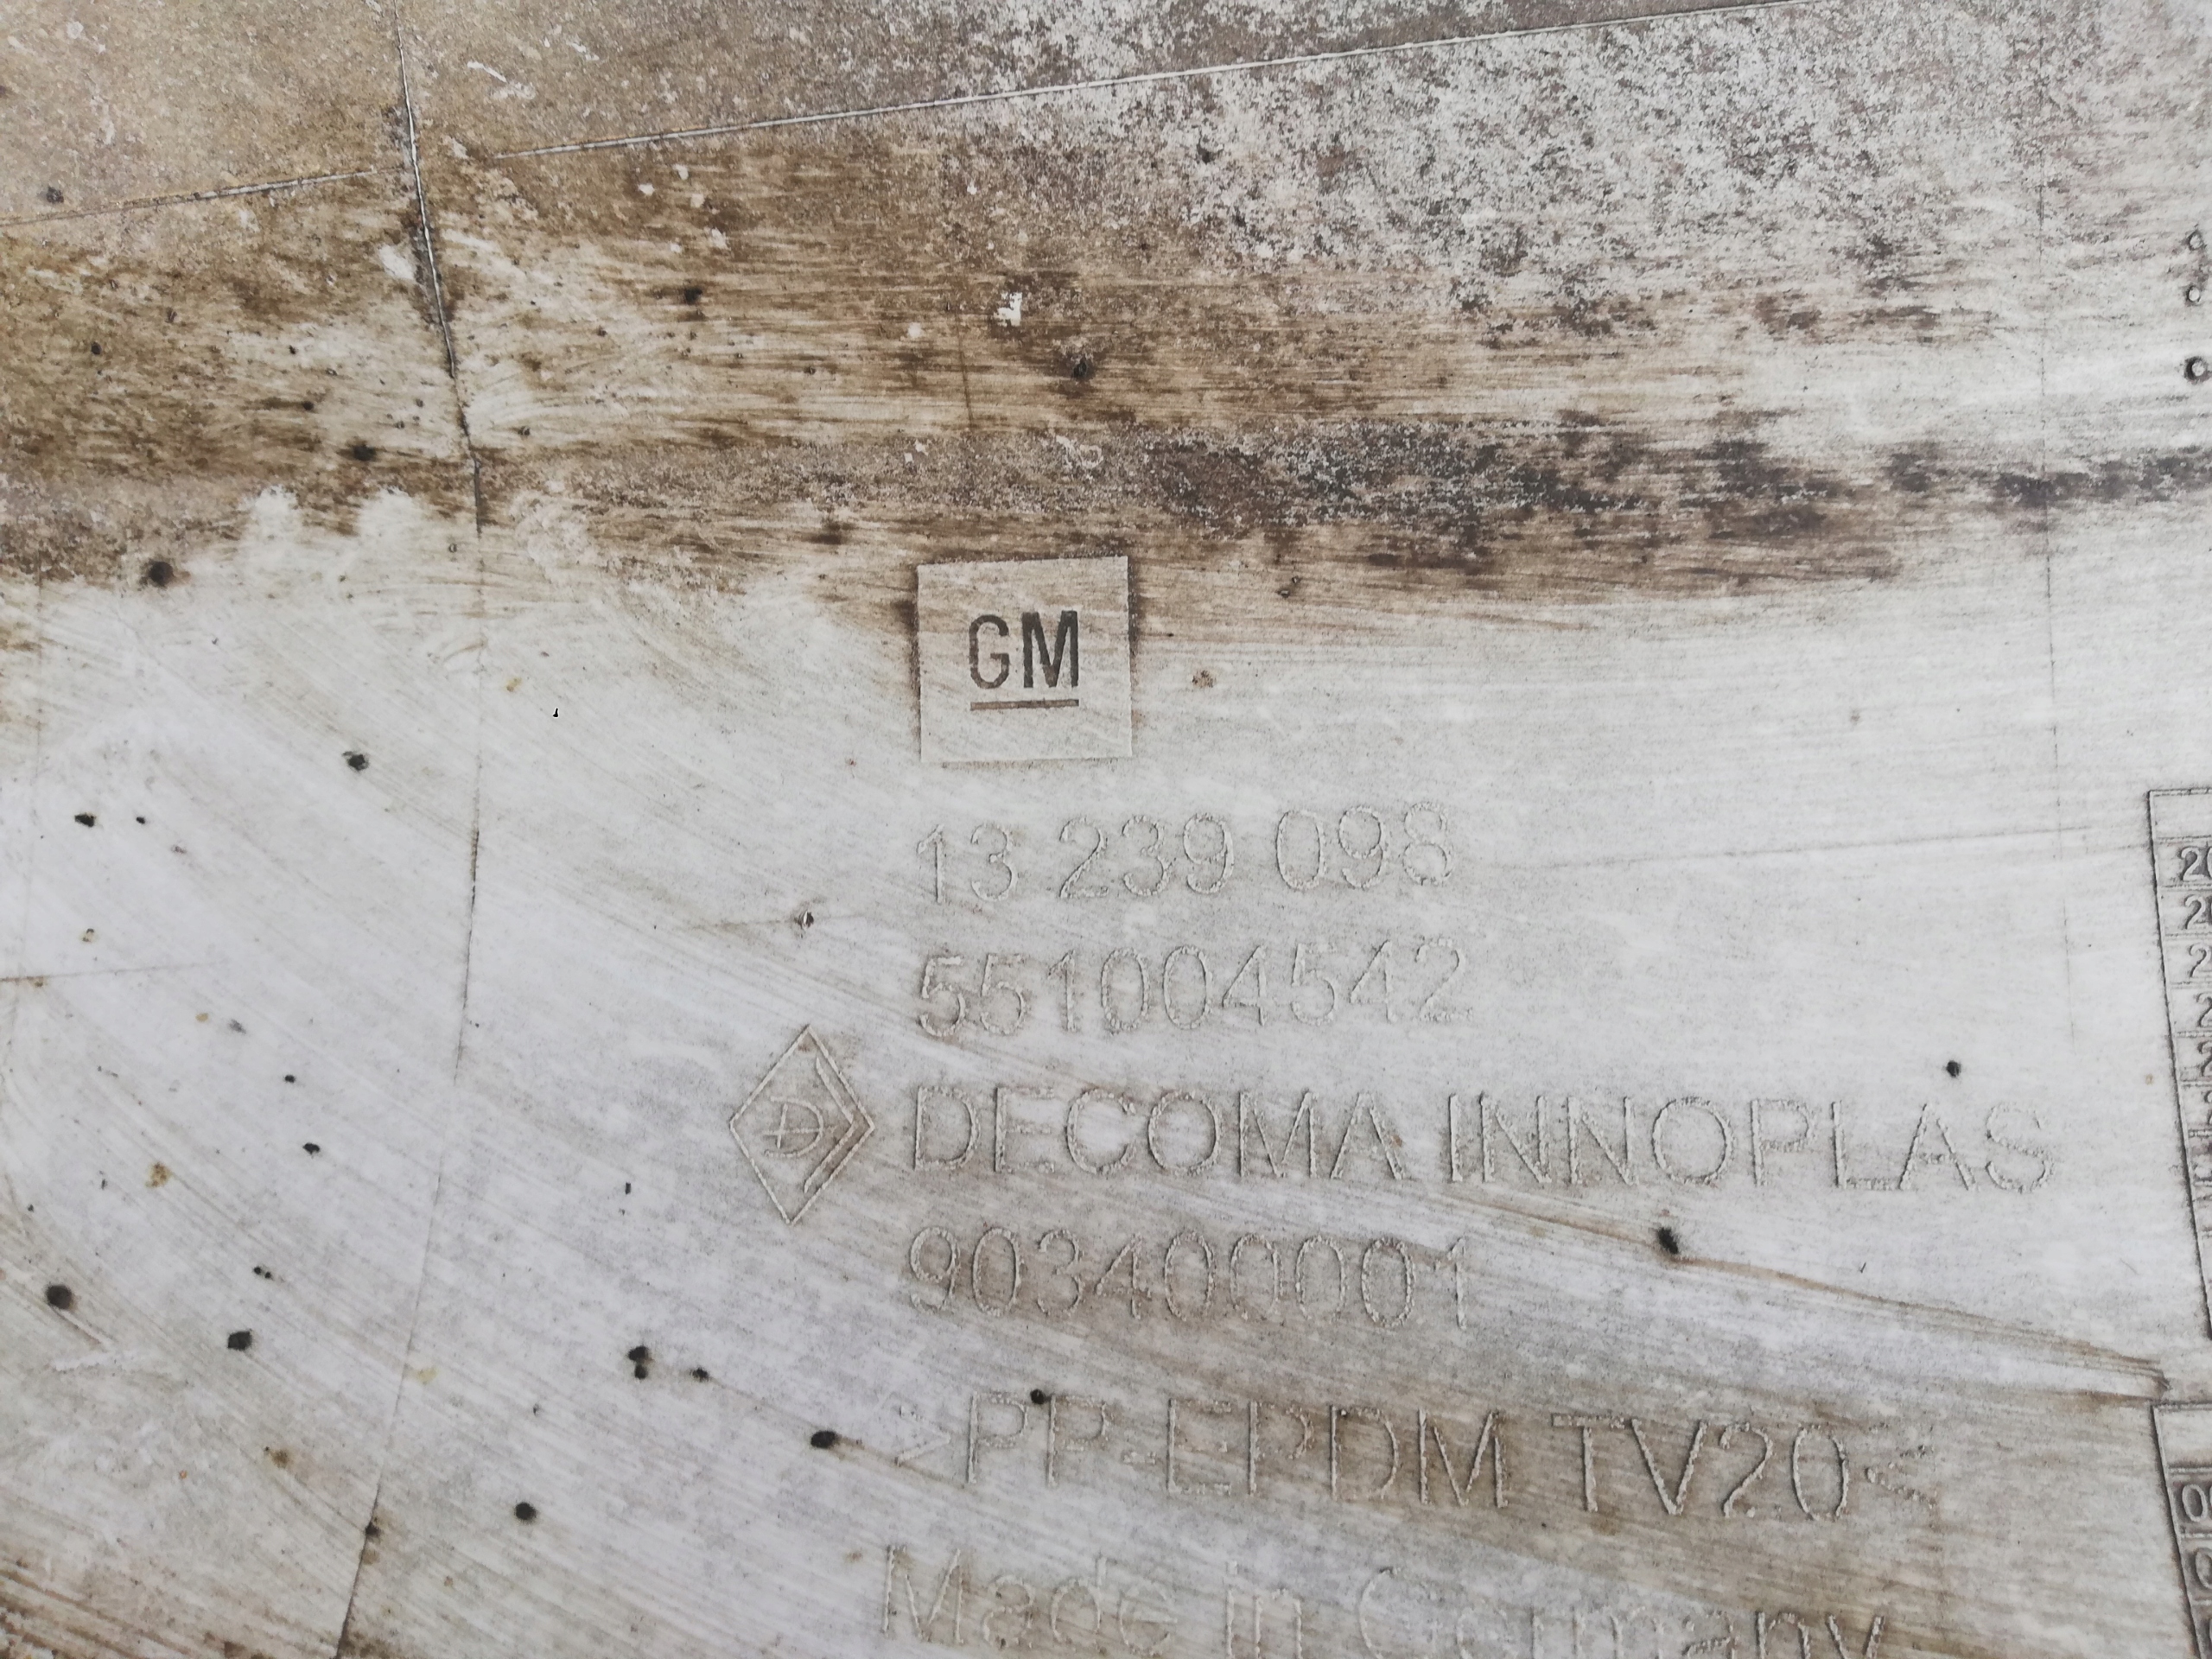 GM
13 239 098
551004542
DECOMA INNOPLAS
903400001
>PP-EPDM TV20<
Made in Germany